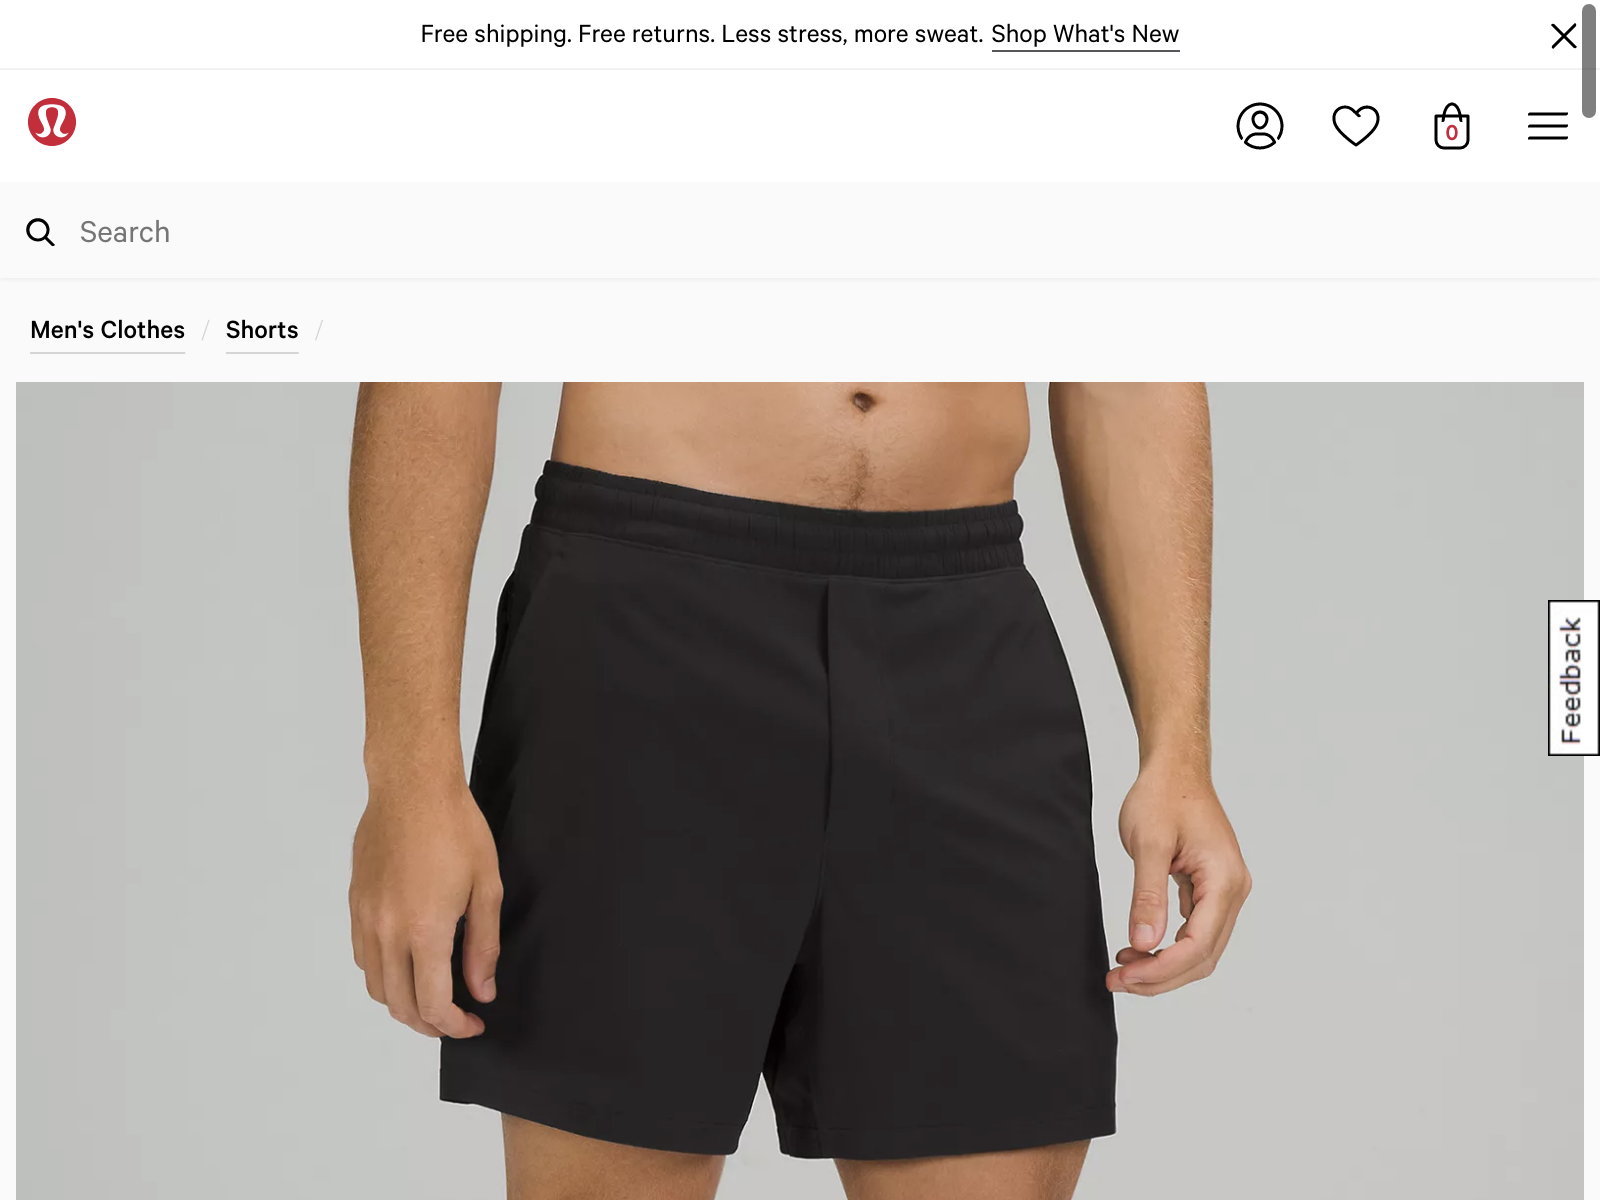 Free shipping. Free returns. Less stress, more sweat. Shop What's New
0
Search
Men's Clothes / Shorts /
Feedback